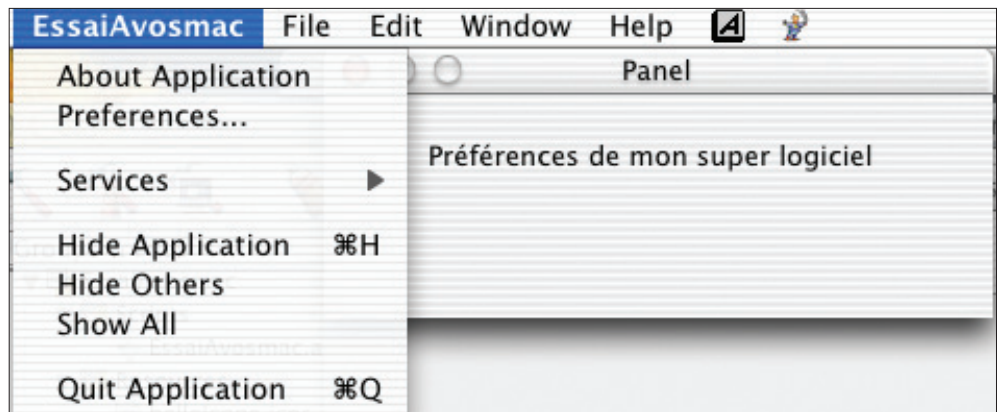 EssaiAvosmac File Edit Window Help
Panel
About Application
Preferences...
Services
Hide Application ⌘H
Hide Others
Show All
Quit Application ⌘Q
Préférences de mon super logiciel
EssaiAvosmac.a